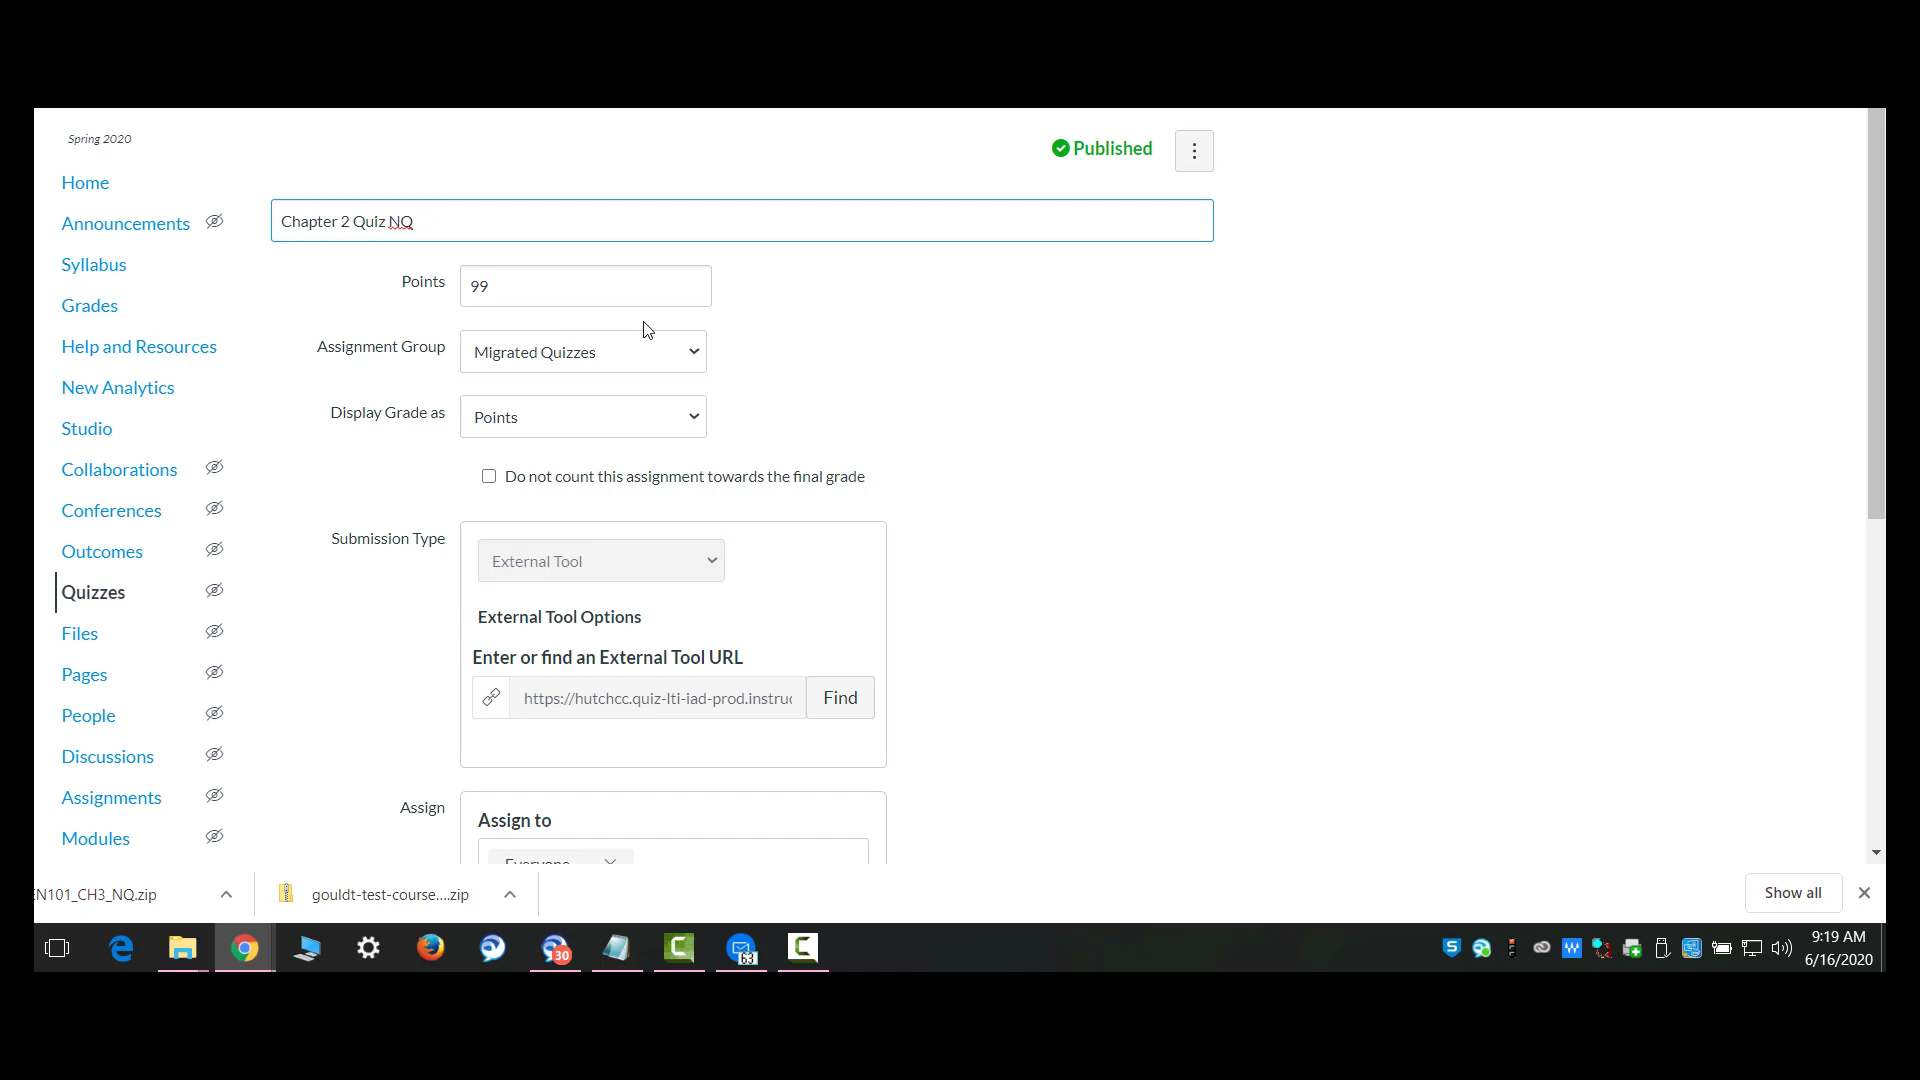 Spring 2020
Published
Home
Announcements
Syllabus
Grades
Help and Resources
New Analytics
Studio
Collaborations
Conferences
Outcomes
Quizzes
Files
Pages
People
Discussions
Assignments
Modules
Chapter 2 Quiz NQ
Points 99
Assignment Group Migrated Quizzes
Display Grade as Points
Do not count this assignment towards the final grade
Submission Type
External Tool
External Tool Options
Enter or find an External Tool URL
https://hutchcc.quiz-lti-iad-prod.instruc Find
Assign
Assign to
Everyone
EN101_CH3_NQ.zip
gouldt-test-course....zip
Show all
30
63
9:19 AM
6/16/2020